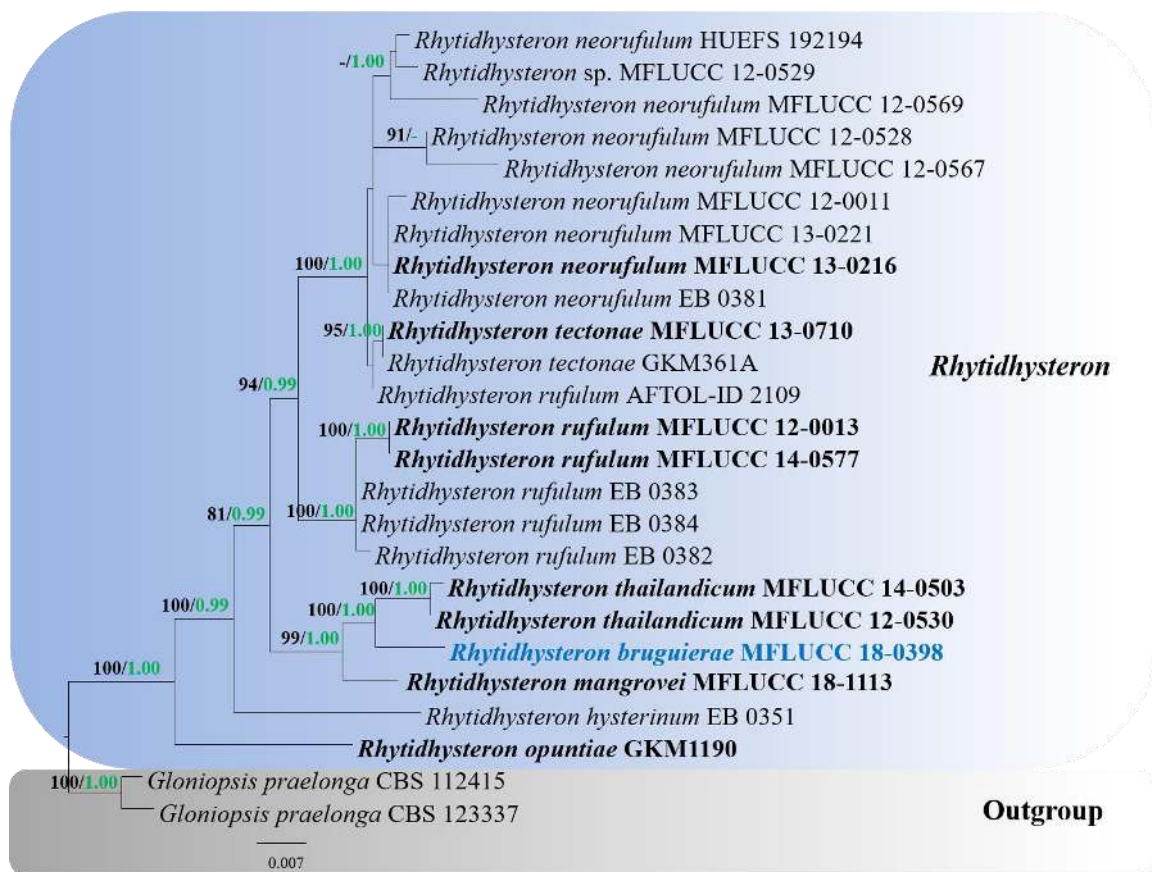 Rhytidhysteron neorufulum HUEFS 192194
-/1.00
Rhytidhysteron sp. MFLUCC 12-0529
Rhytidhysteron neorufulum MFLUCC 12-0569
91/-
Rhytidhysteron neorufulum MFLUCC 12-0528
Rhytidhysteron neorufulum MFLUCC 12-0567
Rhytidhysteron neorufulum MFLUCC 12-0011
Rhytidhysteron neorufulum MFLUCC 13-0221
100/1.00
Rhytidhysteron neorufulum MFLUCC 13-0216
Rhytidhysteron neorufulum EB 0381
95/1.00
Rhytidhysteron tectonae MFLUCC 13-0710
Rhytidhysteron tectonae GKM361A
Rhytidhysteron
94/0.99
Rhytidhysteron rufulum AFTOL-ID 2109
100/1.00
Rhytidhysteron rufulum MFLUCC 12-0013
Rhytidhysteron rufulum MFLUCC 14-0577
Rhytidhysteron rufulum EB 0383
81/0.99
100/1.00
Rhytidhysteron rufulum EB 0384
Rhytidhysteron rufulum EB 0382
100/1.00
Rhytidhysteron thailandicum MFLUCC 14-0503
100/0.99
100/1.00
Rhytidhysteron thailandicum MFLUCC 12-0530
99/1.00
Rhytidhysteron bruguierae MFLUCC 18-0398
100/1.00
Rhytidhysteron mangrovei MFLUCC 18-1113
Rhytidhysteron hysterinum EB 0351
Rhytidhysteron opuntiae GKM1190
100/1.00
Gloniopsis praelonga CBS 112415
Gloniopsis praelonga CBS 123337
Outgroup
0.007